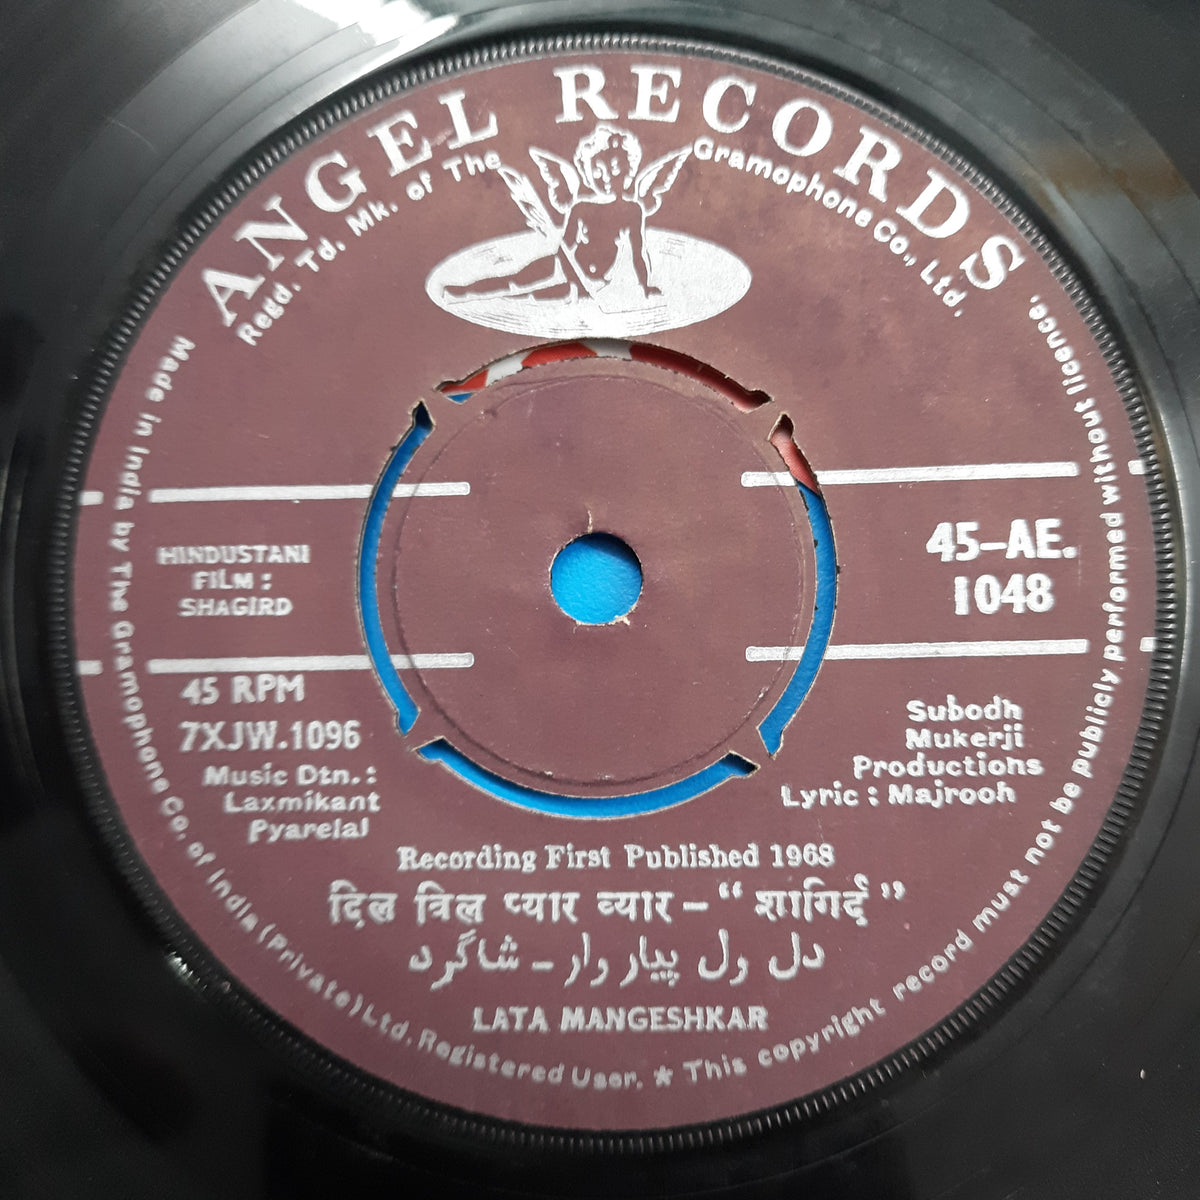 ANGEL RECORDS
Regd. Td. Mk. of The Gramophone Co., Ltd.
HINDUSTANI
FILM :
SHAGIRD
45-AE.
1048
45 RPM
7XJW.1096
Music Dtn.:
Laxmikant
Pyarelal
Subodh
Mukerji
Productions
Lyric : Majrooh
Recording First Published 1968
दिल विल प्यार व्यार - “ शागिर्द ”
دل ول پیار وار - شاگرد
LATA MANGESHKAR
Made in India by The Gramophone Co. of India (Private) Ltd. Registered User. ★ This copyright record must not be publicly performed without licence.